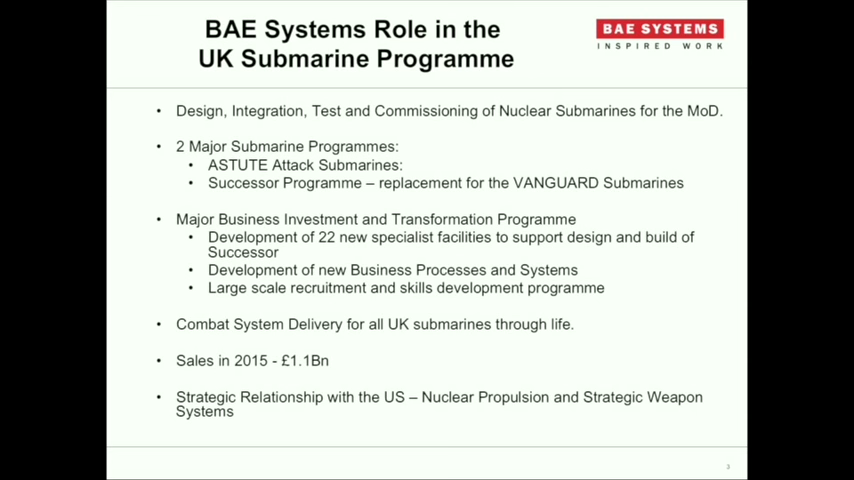 BAE Systems Role in the
UK Submarine Programme
BAE SYSTEMS
INSPIRED WORK
• Design, Integration, Test and Commissioning of Nuclear Submarines for the MoD.
• 2 Major Submarine Programmes:
• ASTUTE Attack Submarines:
• Successor Programme – replacement for the VANGUARD Submarines
• Major Business Investment and Transformation Programme
• Development of 22 new specialist facilities to support design and build of
Successor
• Development of new Business Processes and Systems
• Large scale recruitment and skills development programme
• Combat System Delivery for all UK submarines through life.
• Sales in 2015 - £1.1Bn
• Strategic Relationship with the US – Nuclear Propulsion and Strategic Weapon
Systems